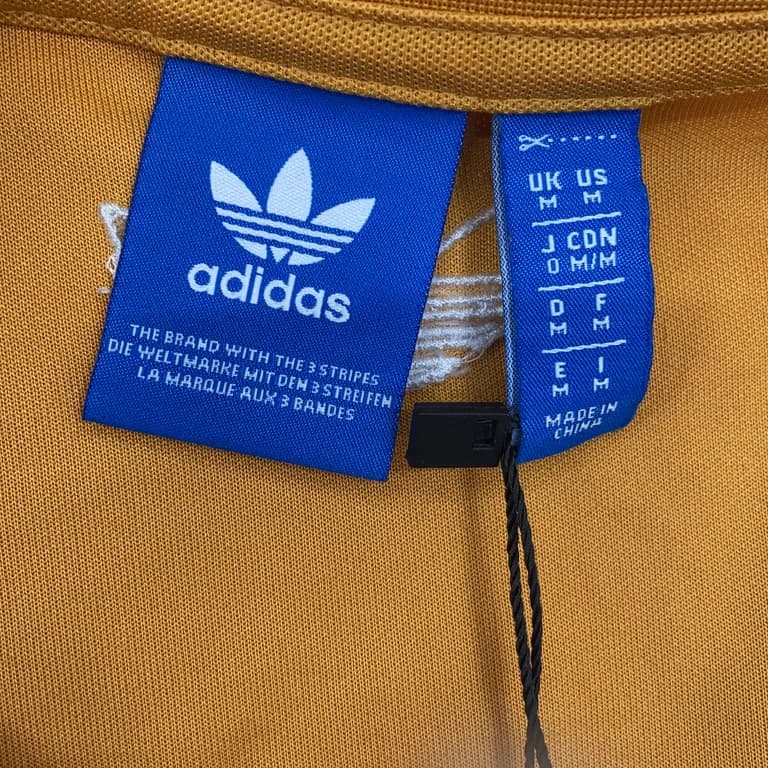 adidas
THE BRAND WITH THE 3 STRIPES
DIE WELTMARKE MIT DEN 3 STREIFEN
LA MARQUE AUX 3 BANDES
UK US
M M
J CDN
O M/M
D F
M M
E I
M M
MADE IN
CHINA